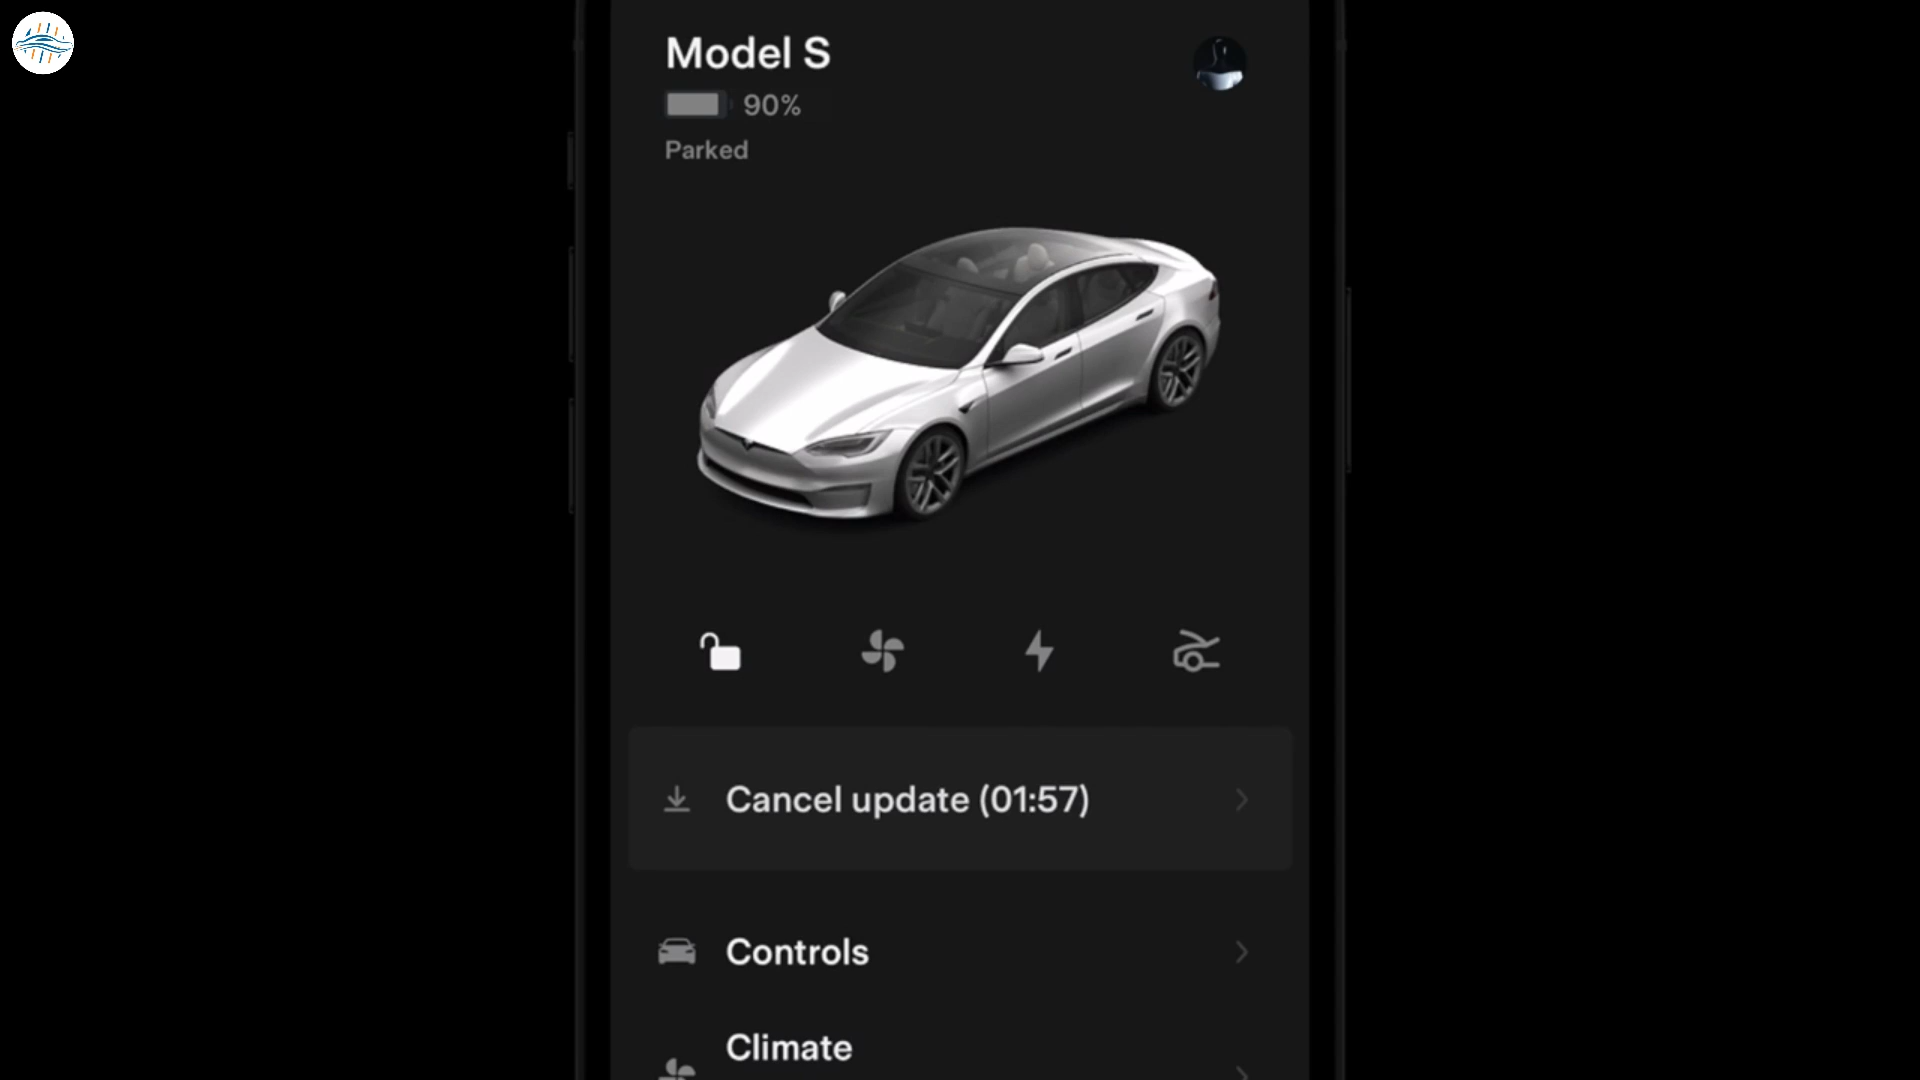 Model S
90%
Parked
Cancel update (01:57)
Controls
Climate